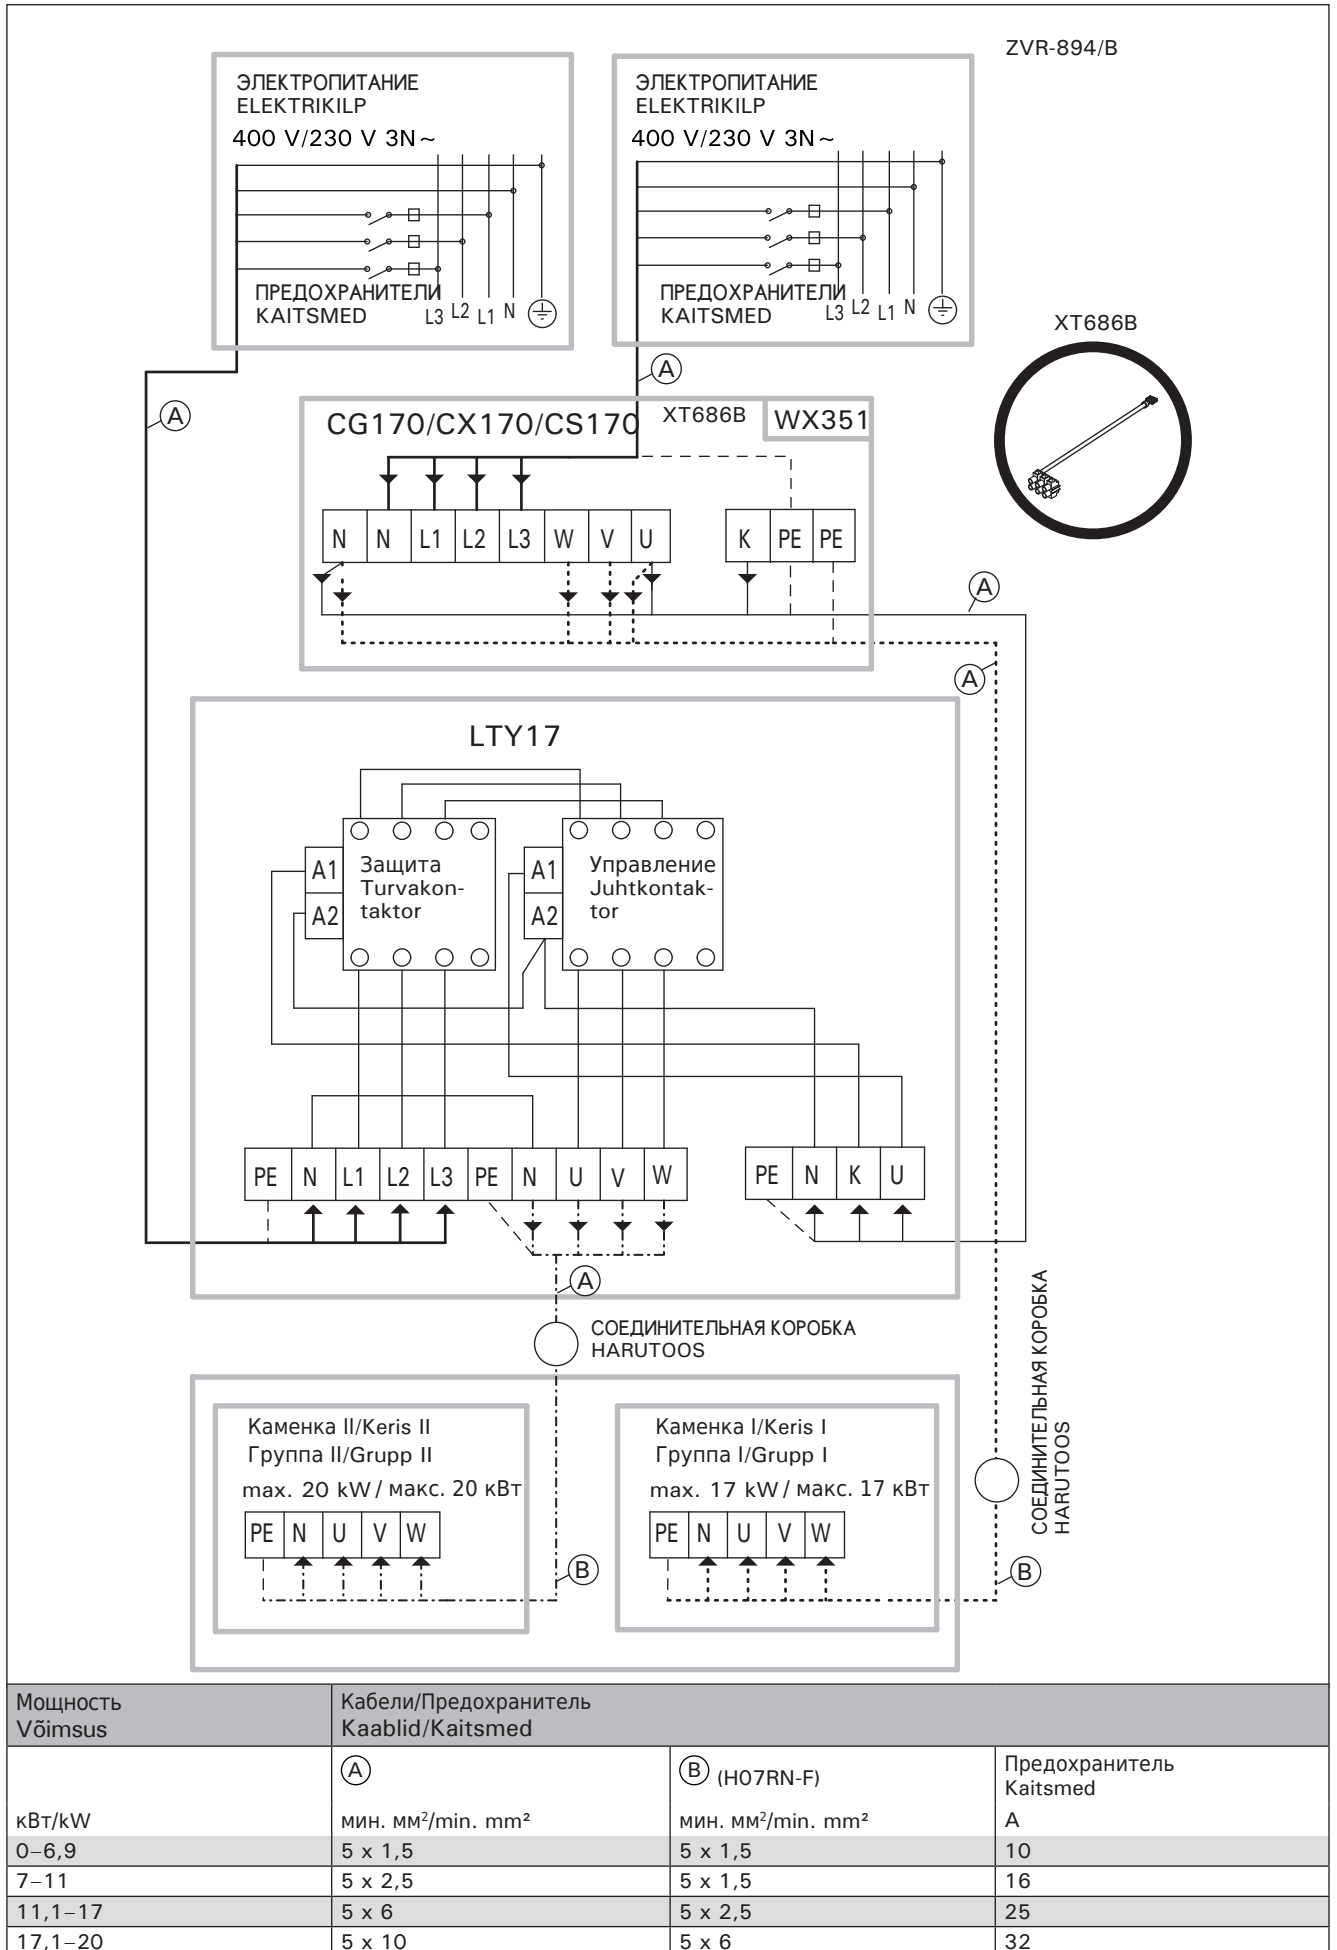 ZVR-894/B
ЭЛЕКТРОПИТАНИЕ
ELEKTRIKILP
400 V/230 V 3N~
ПРЕДОХРАНИТЕЛИ
KAITSMED
L3 L2 L1 N
ЭЛЕКТРОПИТАНИЕ
ELEKTRIKILP
400 V/230 V 3N~
ПРЕДОХРАНИТЕЛИ
KAITSMED
L3 L2 L1 N
XT686B
A
A
CG170/CX170/CS170
XT686B
WX351
N N L1 L2 L3 W V U
K PE PE
A
A
LTY17
A1
A2
Защита
Turvakon-
taktor
A1
A2
Управление
Juhtkontak-
tor
PE N L1 L2 L3 PE N U V W
PE N K U
A
СОЕДИНИТЕЛЬНАЯ КОРОБКА
HARUTOOS
СОЕДИНИТЕЛЬНАЯ КОРОБКА
HARUTOOS
Каменка II/Keris II
Группа II/Grupp II
max. 20 kW/ макс. 20 кВт
PE N U V W
B
Каменка I/Keris I
Группа I/Grupp I
max. 17 kW/ макс. 17 кВт
PE N U V W
B
Мощность
Võimsus
Кабели/Предохранитель
Kaablid/Kaitsmed
A
B (H07RN-F)
Предохранитель
Kaitsmed
кВт/kW
мин. мм²/min. mm²
мин. мм²/min. mm²
A
0–6,9 5 x 1,5 5 x 1,5 10
7–11 5 x 2,5 5 x 1,5 16
11,1–17 5 x 6 5 x 2,5 25
17,1–20 5 x 10 5 x 6 32